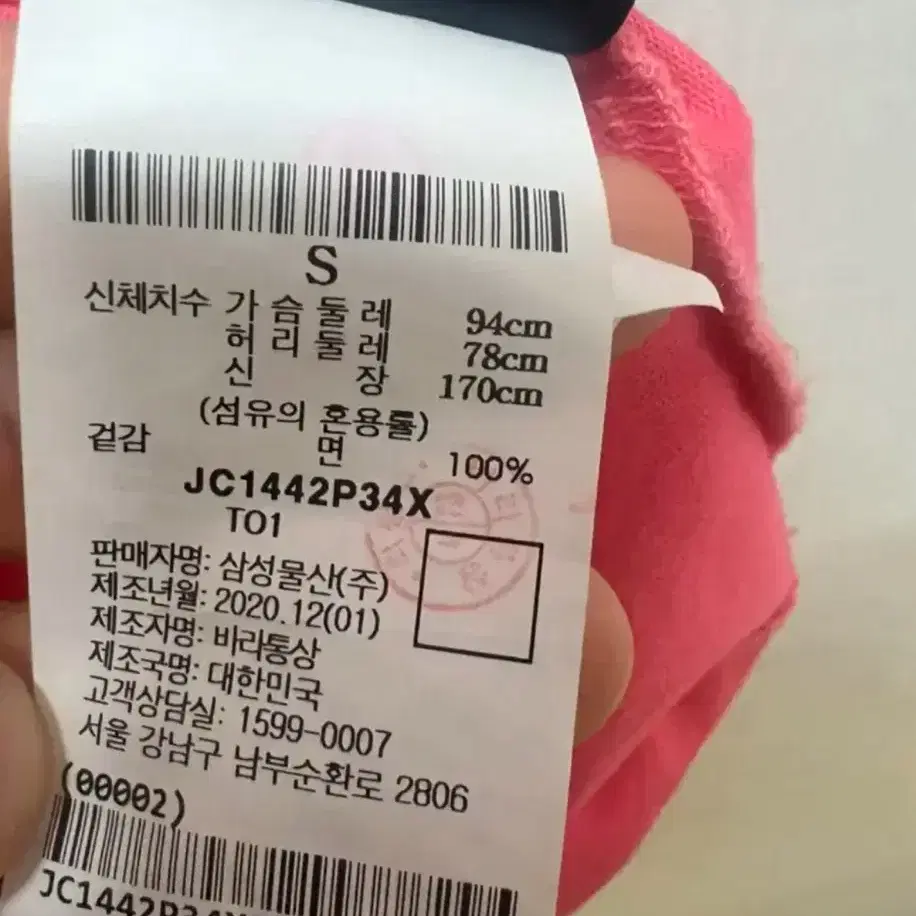 S
신체치수 가슴둘레 94cm
허리둘레 78cm
신장 170cm
(섬유의 혼용률)
겉감 면 100%
JC1442P34X
TO1
판매자명: 삼성물산(주)
제조년월: 2020.12(01)
제조자명: 바라통상
제조국명: 대한민국
고객상담실: 1599-0007
서울 강남구 남부순환로 2806
(00002)
JC1442P34X